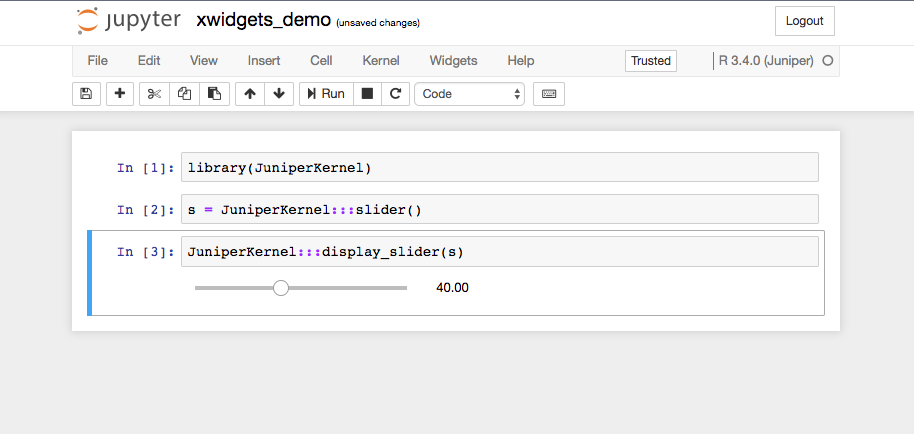 jupyter xwidgets_demo (unsaved changes) Logout
File Edit View Insert Cell Kernel Widgets Help Trusted R 3.4.0 (Juniper)
Run Code
In [1]: library(JuniperKernel)
In [2]: s = JuniperKernel:::slider()
In [3]: JuniperKernel:::display_slider(s)
40.00